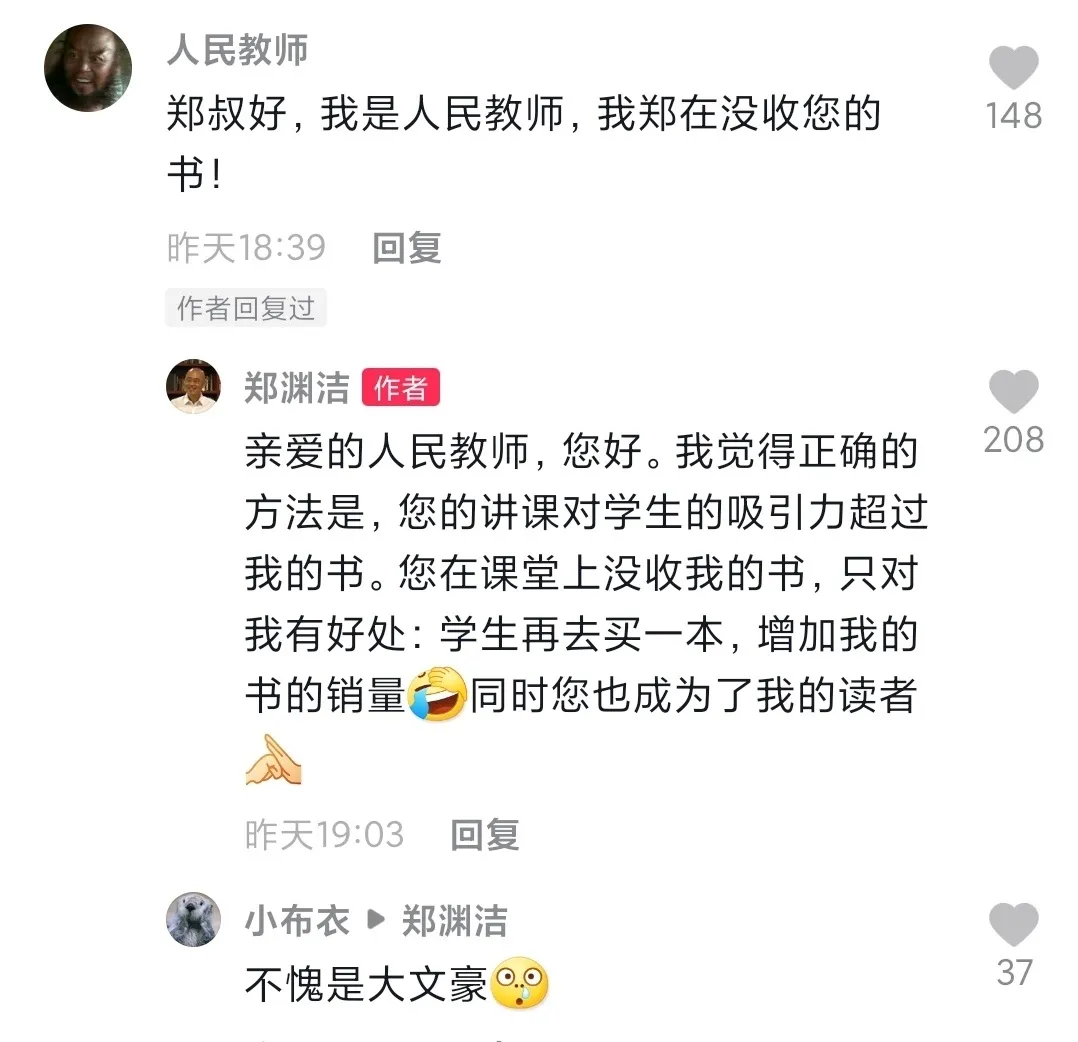 人民教师
郑叔好，我是人民教师，我郑在没收您的
书！
148
昨天18:39 回复
作者回复过
郑渊洁 作者
亲爱的人民教师，您好。我觉得正确的
方法是，您的讲课对学生的吸引力超过
我的书。您在课堂上没收我的书，只对
我有好处：学生再去买一本，增加我的
书的销量🤣同时您也成为了我的读者
208
昨天19:03 回复
小布衣 ▶ 郑渊洁
不愧是大文豪
37